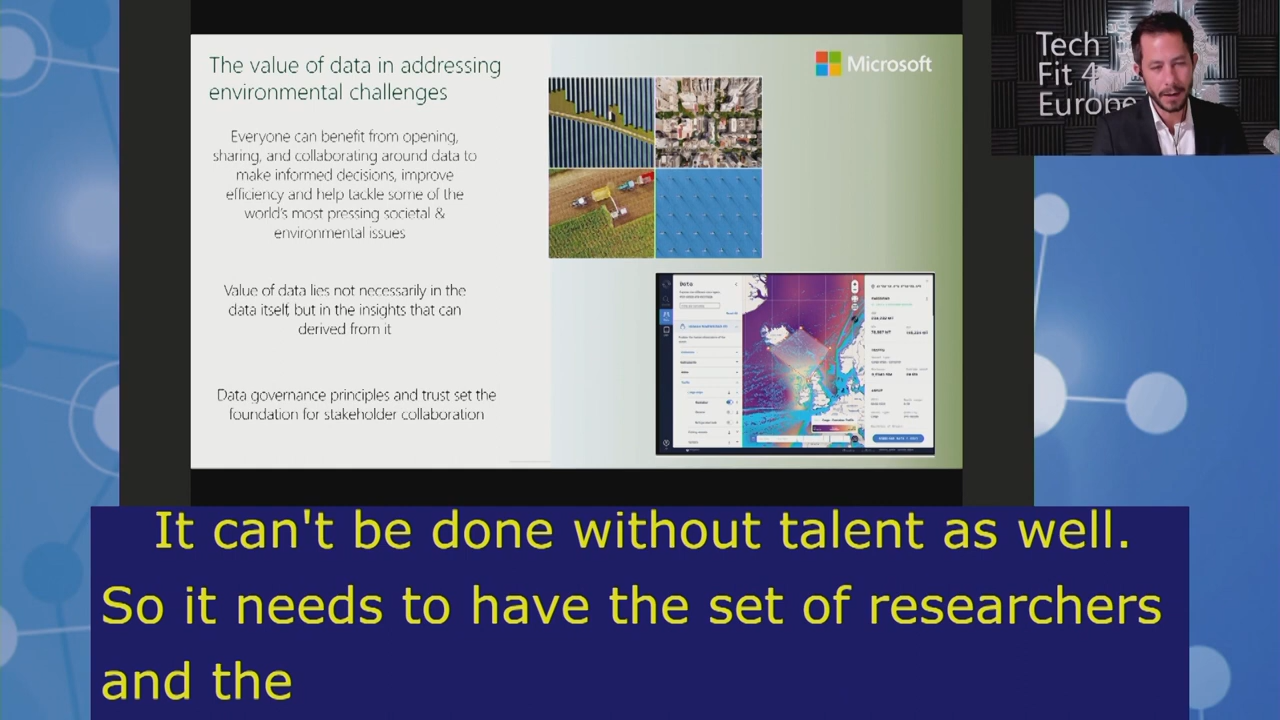 The value of data in addressing
environmental challenges
Microsoft
Tech
Fit 4
Europe
Everyone can benefit from opening,
sharing, and collaborating around data to
make informed decisions, improve
efficiency and help tackle some of the
world's most pressing societal &
environmental issues
Value of data lies not necessarily in the
data itself, but in the insights that can
derived from it
Data governance principles and trust set the
foundation for stakeholder collaboration
Data
It can't be done without talent as well.
So it needs to have the set of researchers
and the